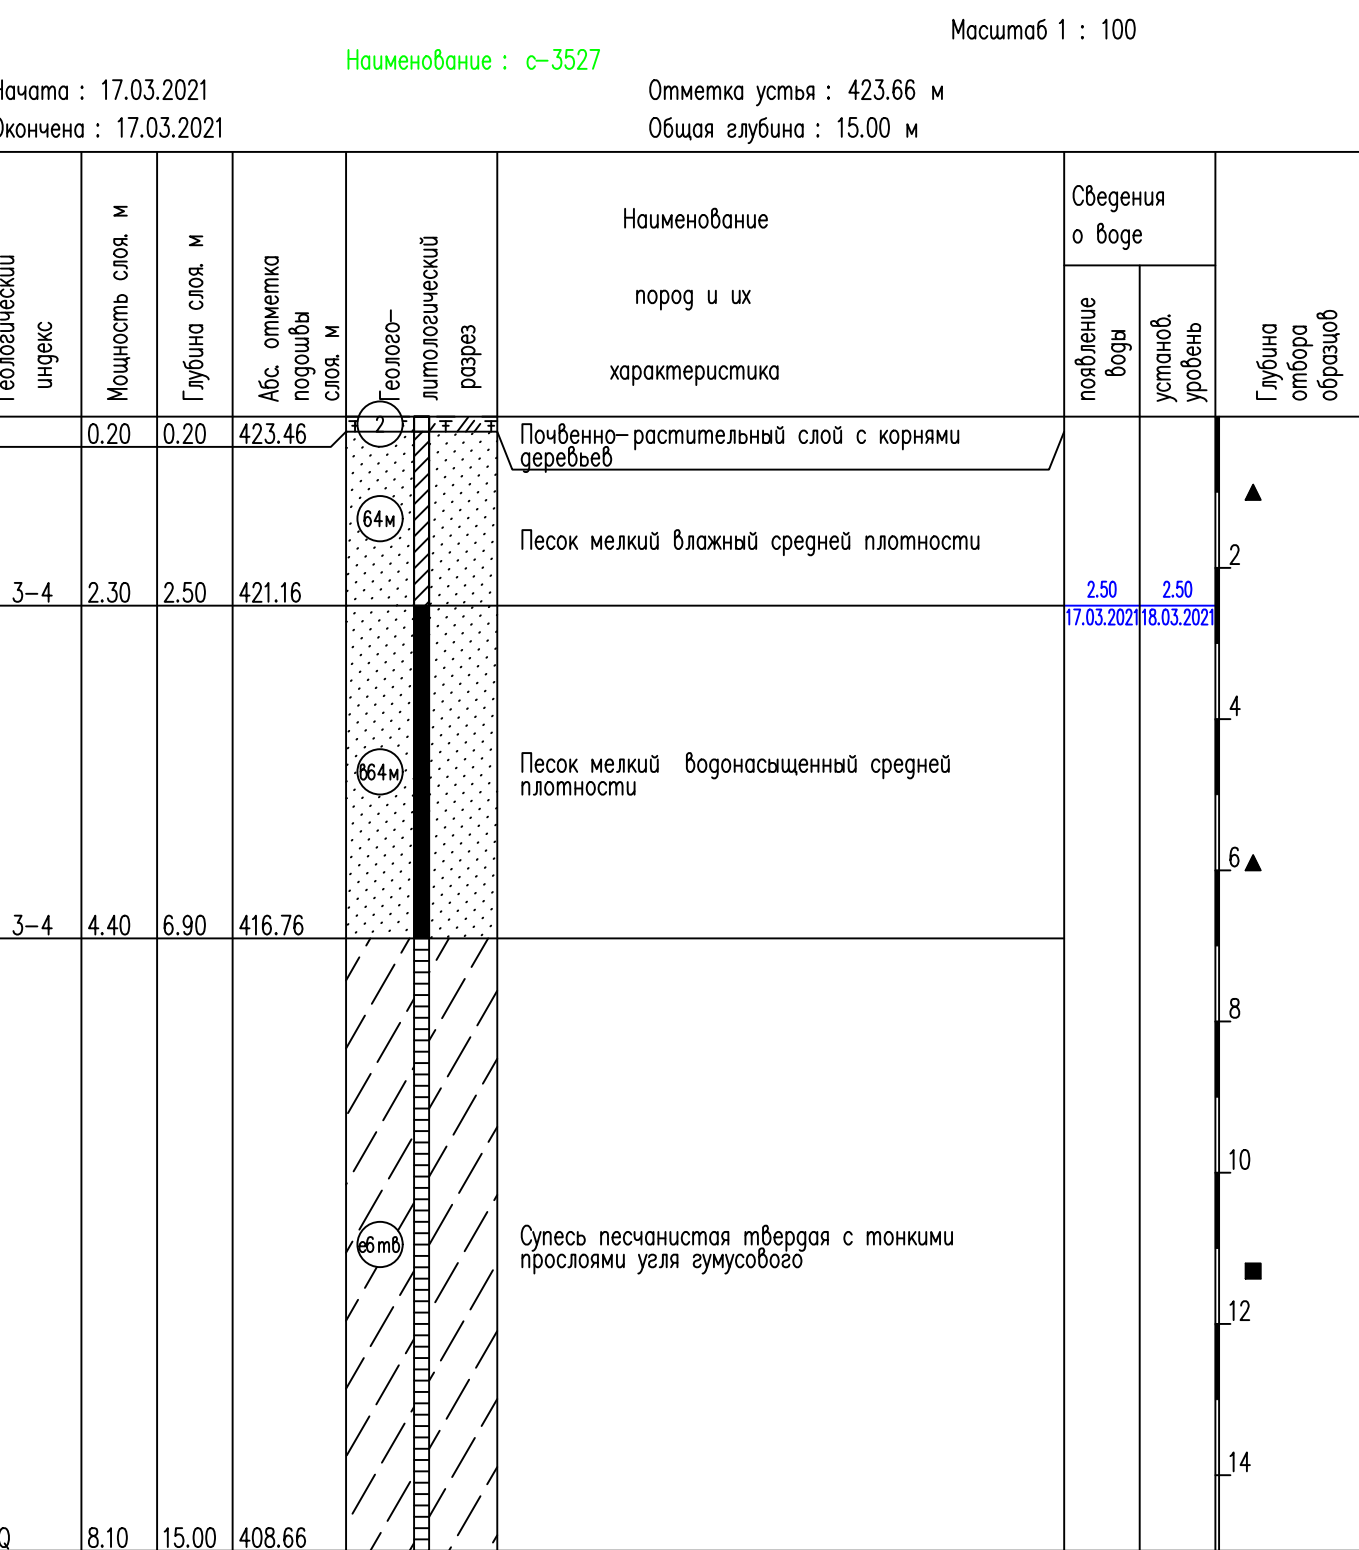 Масштаб 1 : 100
Наименование : с-3527
Начата : 17.03.2021
Отметка устья : 423.66 м
Окончена : 17.03.2021
Общая глубина : 15.00 м
Геологический
индекс
Мощность слоя. м
Глубина слоя. м
Абс. отметка
подошвы
слоя. м
Геолого-
литологический
разрез
Наименование
пород и их
характеристика
Сведения
о воде
появление
воды
установ.
уровень
Глубина
отбора
образцов
0.20 0.20 423.46 2 Почвенно-растительный слой с корнями
деревьев
64м
Песок мелкий влажный средней плотности
2
3-4 2.30 2.50 421.16 2.50 2.50
17.03.2021 18.03.2021
4
в64м Песок мелкий водонасыщенный средней
плотности
6
3-4 4.40 6.90 416.76
8
10
е6тв Супесь песчанистая твердая с тонкими
прослоями угля гумусового
12
14
Q 8.10 15.00 408.66